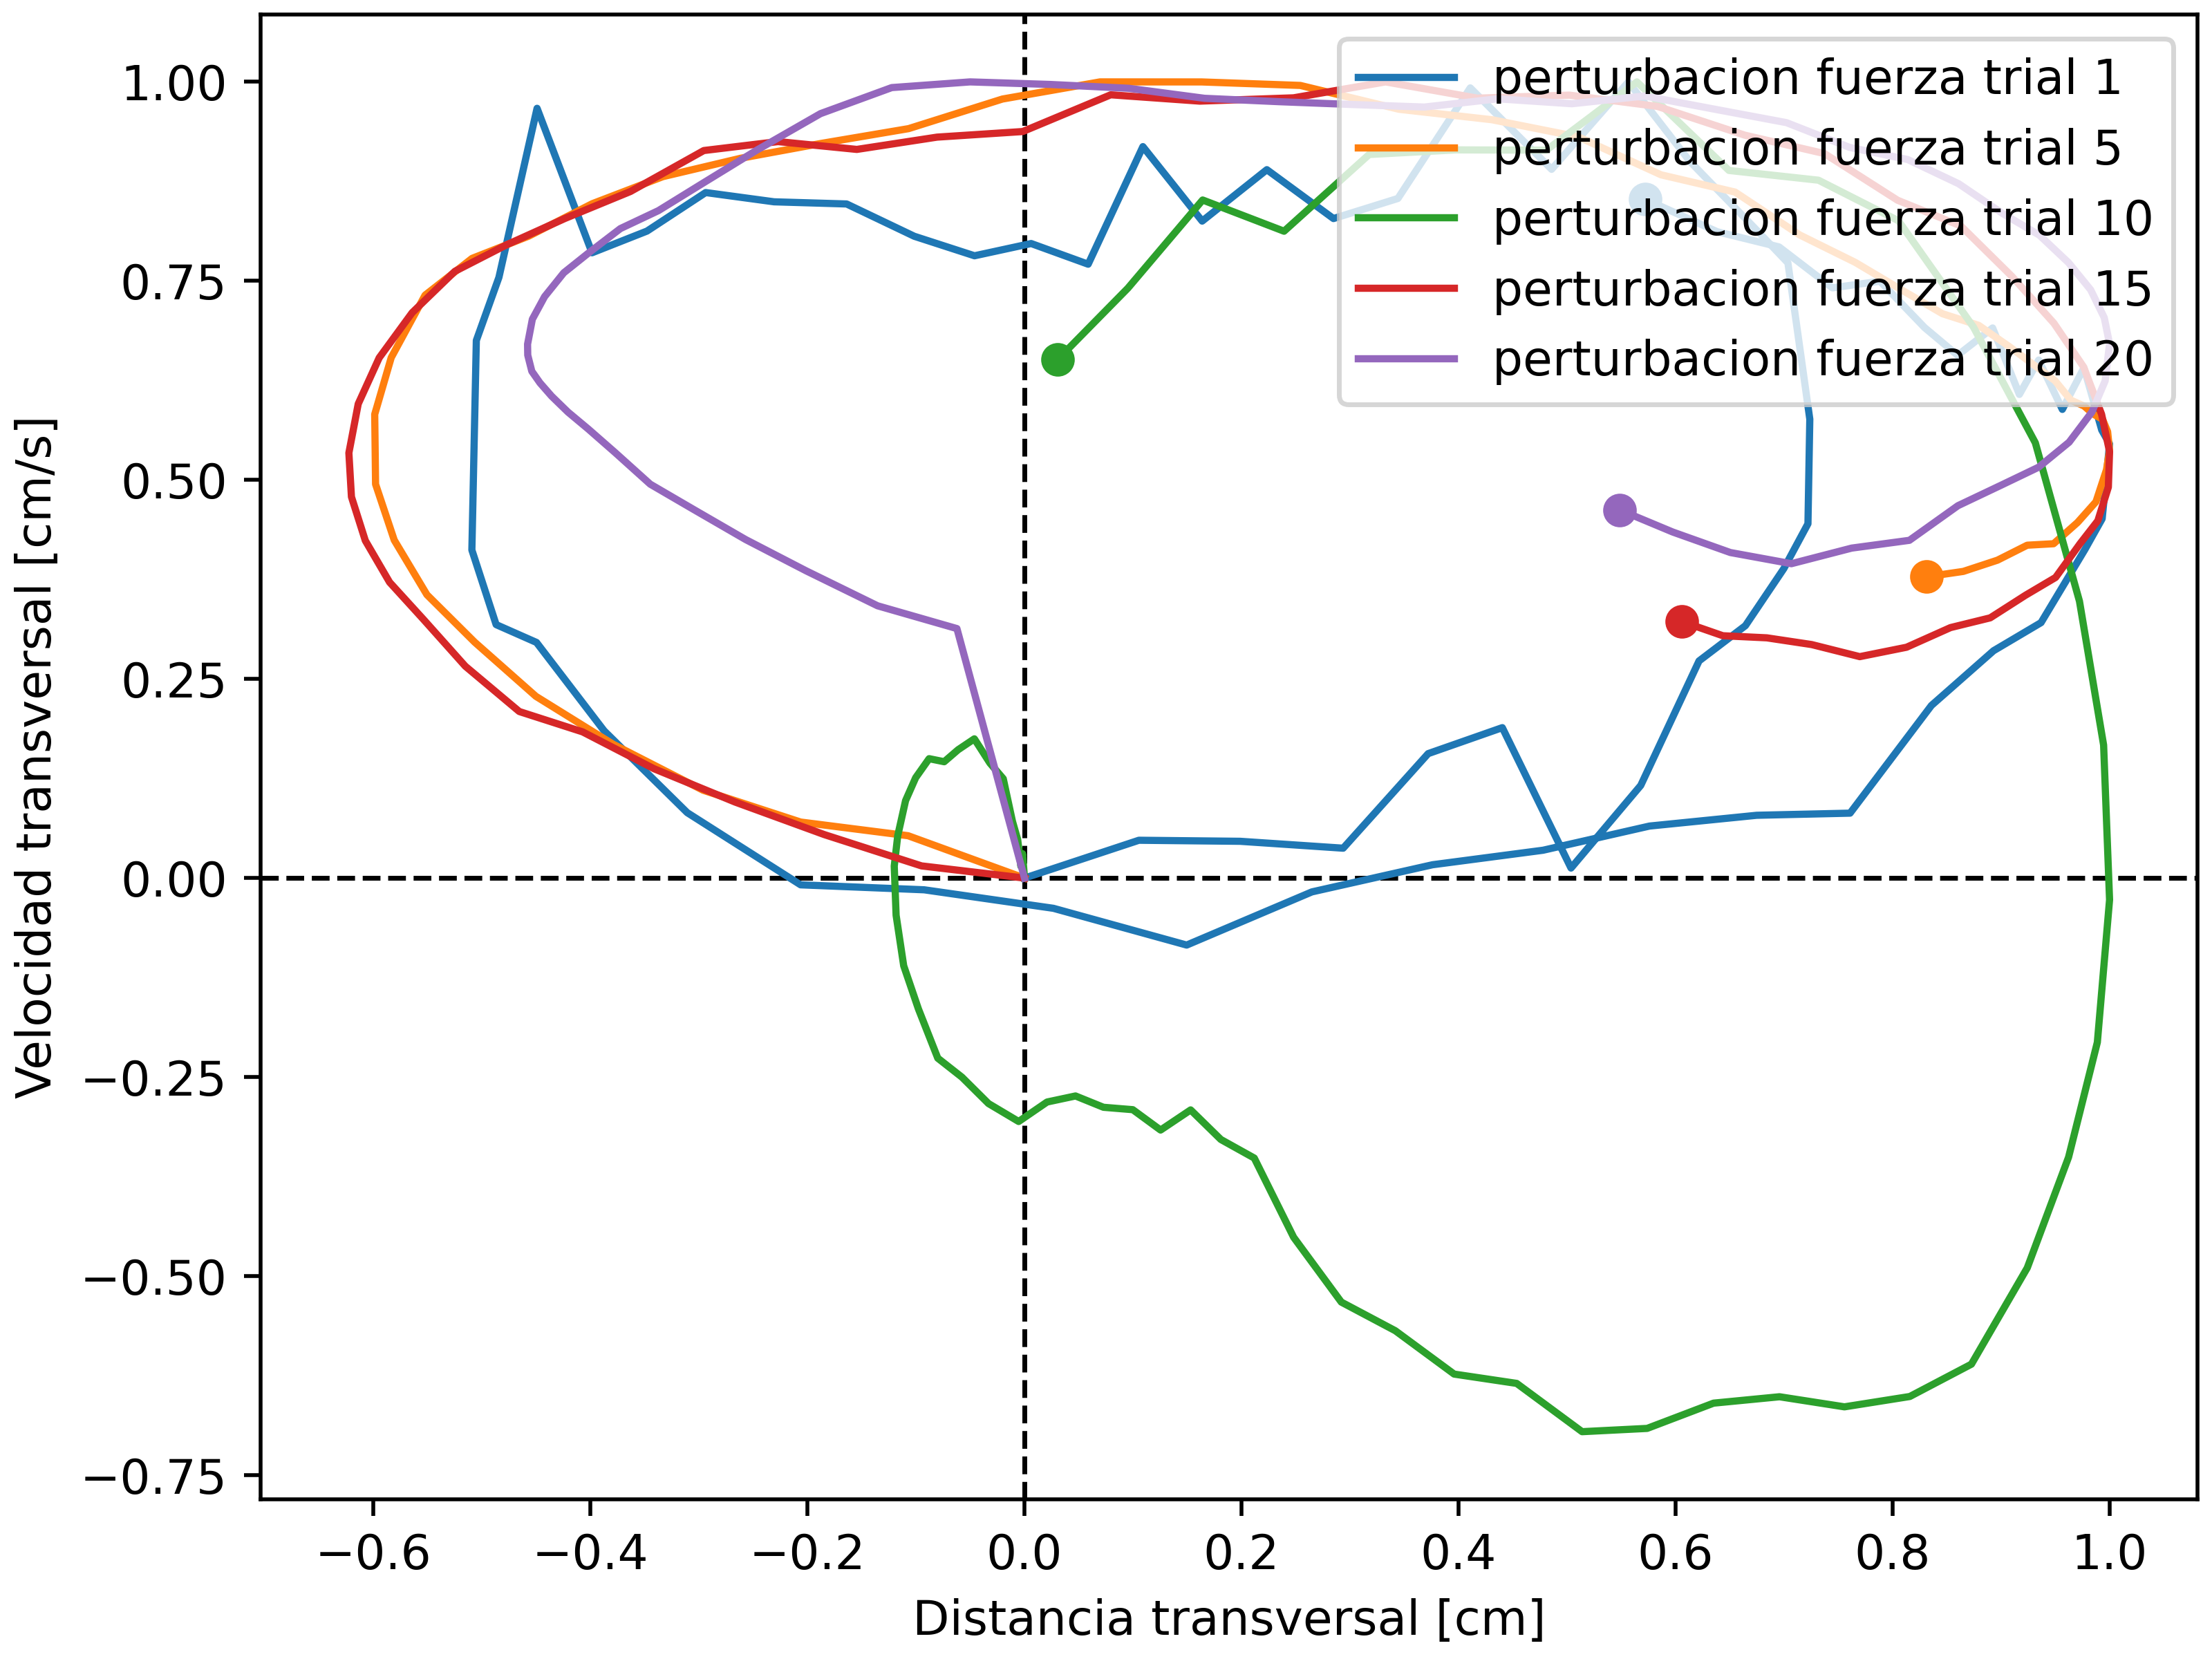 perturbacion fuerza trial 1
perturbacion fuerza trial 5
perturbacion fuerza trial 10
perturbacion fuerza trial 15
perturbacion fuerza trial 20
Velocidad transversal [cm/s]
1.00
0.75
0.50
0.25
0.00
−0.25
−0.50
−0.75
−0.6 −0.4 −0.2 0.0 0.2 0.4 0.6 0.8 1.0
Distancia transversal [cm]